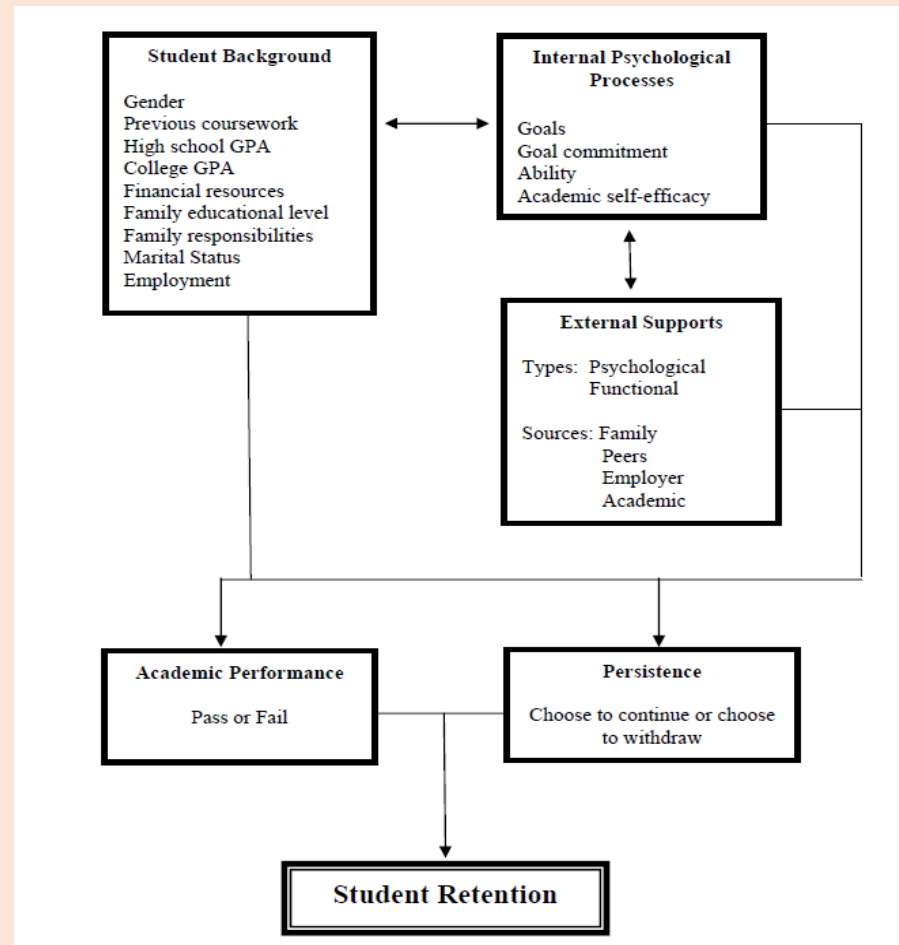 Student Background
Gender
Previous coursework
High school GPA
College GPA
Financial resources
Family educational level
Family responsibilities
Marital Status
Employment
Internal Psychological
Processes
Goals
Goal commitment
Ability
Academic self-efficacy
External Supports
Types: Psychological
Functional
Sources: Family
Peers
Employer
Academic
Academic Performance
Pass or Fail
Persistence
Choose to continue or choose
to withdraw
Student Retention